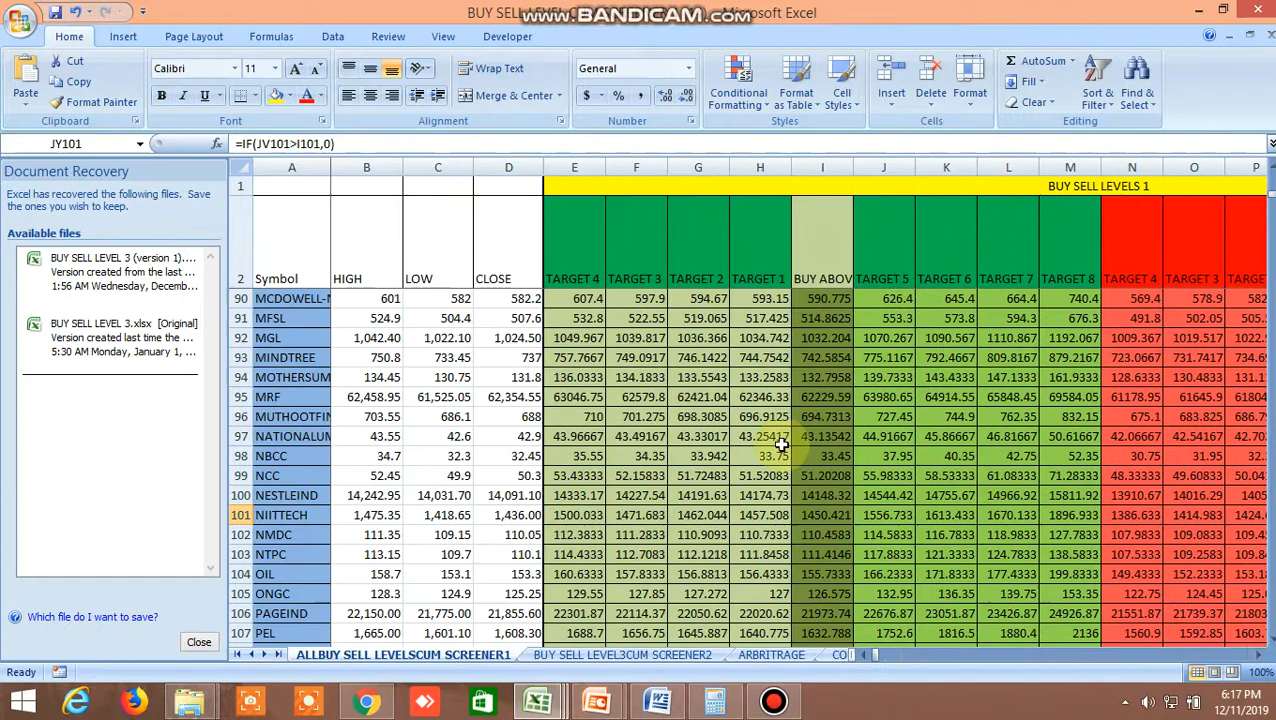 BUY SELL LEVEL
www.BANDICAM.com
Microsoft Excel
Home Insert Page Layout Formulas Data Review View Developer
Paste Cut Copy Format Painter Clipboard
Calibri 11 Font
Wrap Text Merge & Center Alignment
General $ % , Number
Conditional Formatting Format as Table Cell Styles Styles
Insert Delete Format Cells
Σ AutoSum Fill Clear Sort & Filter Find & Select Editing
JY101 fx =IF(JV101>I101,0)
Document Recovery
Excel has recovered the following files. Save
the ones you wish to keep.
Available files
BUY SELL LEVEL 3 (version 1)....
Version created from the last ...
1:56 AM Wednesday, Decemb...
BUY SELL LEVEL 3.xlsx [Original]
Version created last time the ...
5:30 AM Monday, January 1, ...
Which file do I want to save?
Close
A B C D E F G H I J K L M N O P
1 BUY SELL LEVELS 1
2 Symbol HIGH LOW CLOSE TARGET 4 TARGET 3 TARGET 2 TARGET 1 BUY ABOV TARGET 5 TARGET 6 TARGET 7 TARGET 8 TARGET 4 TARGET 3 TARGET
90 MCDOWELL-N 601 582 582.2 607.4 597.9 594.67 593.15 590.775 626.4 645.4 664.4 740.4 569.4 578.9 582
91 MFSL 524.9 504.4 507.6 532.8 522.55 519.065 517.425 514.8625 553.3 573.8 594.3 676.3 491.8 502.05 505.
92 MGL 1,042.40 1,022.10 1,024.50 1049.967 1039.817 1036.366 1034.742 1032.204 1070.267 1090.567 1110.867 1192.067 1009.367 1019.517 1022.
93 MINDTREE 750.8 733.45 737 757.7667 749.0917 746.1422 744.7542 742.5854 775.1167 792.4667 809.8167 879.2167 723.0667 731.7417 734.6
94 MOTHERSUM 134.45 130.75 131.8 136.0333 134.1833 133.5543 133.2583 132.7958 139.7333 143.4333 147.1333 161.9333 128.6333 130.4833 131.1
95 MRF 62,458.95 61,525.05 62,354.55 63046.75 62579.8 62421.04 62346.33 62229.59 63980.65 64914.55 65848.45 69584.05 61178.95 61645.9 61804
96 MUTHOOTFIN 703.55 686.1 688 710 701.275 698.3085 696.9125 694.7313 727.45 744.9 762.35 832.15 675.1 683.825 686.7
97 NATIONALUM 43.55 42.6 42.9 43.96667 43.49167 43.33017 43.25417 43.13542 44.91667 45.86667 46.81667 50.61667 42.06667 42.54167 42.70
98 NBCC 34.7 32.3 32.45 35.55 34.35 33.942 33.75 33.45 37.95 40.35 42.75 52.35 30.75 31.95 32.
99 NCC 52.45 49.9 50.3 53.43333 52.15833 51.72483 51.52083 51.20208 55.98333 58.53333 61.08333 71.28333 48.33333 49.60833 50.04
100 NESTLEIND 14,242.95 14,031.70 14,091.10 14333.17 14227.54 14191.63 14174.73 14148.32 14544.42 14755.67 14966.92 15811.92 13910.67 14016.29 1405
101 NIITTECH 1,475.35 1,418.65 1,436.00 1500.033 1471.683 1462.044 1457.508 1450.421 1556.733 1613.433 1670.133 1896.933 1386.633 1414.983 1424.
102 NMDC 111.35 109.15 110.05 112.3833 111.2833 110.9093 110.7333 110.4583 114.5833 116.7833 118.9833 127.7833 107.9833 109.0833 109.4
103 NTPC 113.15 109.7 110.1 114.4333 112.7083 112.1218 111.8458 111.4146 117.8833 121.3333 124.7833 138.5833 107.5333 109.2583 109.8
104 OIL 158.7 153.1 153.3 160.6333 157.8333 156.8813 156.4333 155.7333 166.2333 171.8333 177.4333 199.8333 149.4333 152.2333 153.1
105 ONGC 128.3 124.9 125.25 129.55 127.85 127.272 127 126.575 132.95 136.35 139.75 153.35 122.75 124.45 125.
106 PAGEIND 22,150.00 21,775.00 21,855.60 22301.87 22114.37 22050.62 22020.62 21973.74 22676.87 23051.87 23426.87 24926.87 21551.87 21739.37 21803
107 PEL 1,665.00 1,601.10 1,608.30 1688.7 1656.75 1645.887 1640.775 1632.788 1752.6 1816.5 1880.4 2136 1560.9 1592.85 1603.
ALLBUY SELL LEVELSCUM SCREENER1 BUY SELL LEVEL3CUM SCREENER2 ARBRITRAGE CO
Ready 100%
6:17 PM
12/11/2019